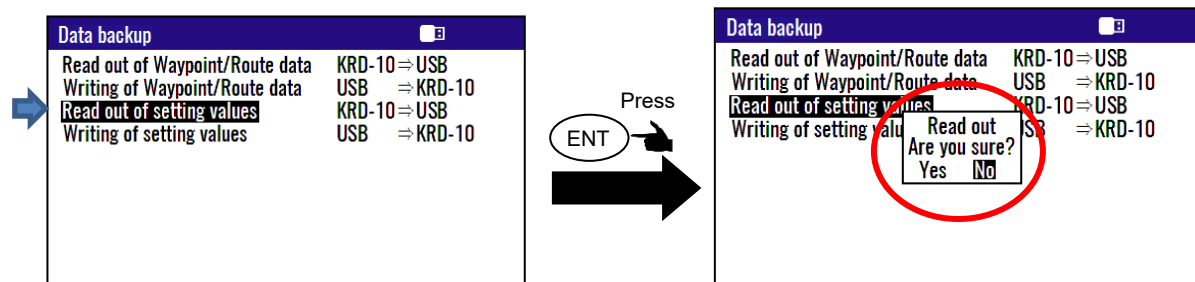 Data backup
Read out of Waypoint/Route data KRD-10⇒USB
Writing of Waypoint/Route data USB ⇒KRD-10
Read out of setting values KRD-10⇒USB
Writing of setting values USB ⇒KRD-10
Press
ENT
Data backup
Read out of Waypoint/Route data KRD-10⇒USB
Writing of Waypoint/Route data USB ⇒KRD-10
Read out of setting values KRD-10⇒USB
Writing of setting valu USB ⇒KRD-10
Read out
Are you sure?
Yes No